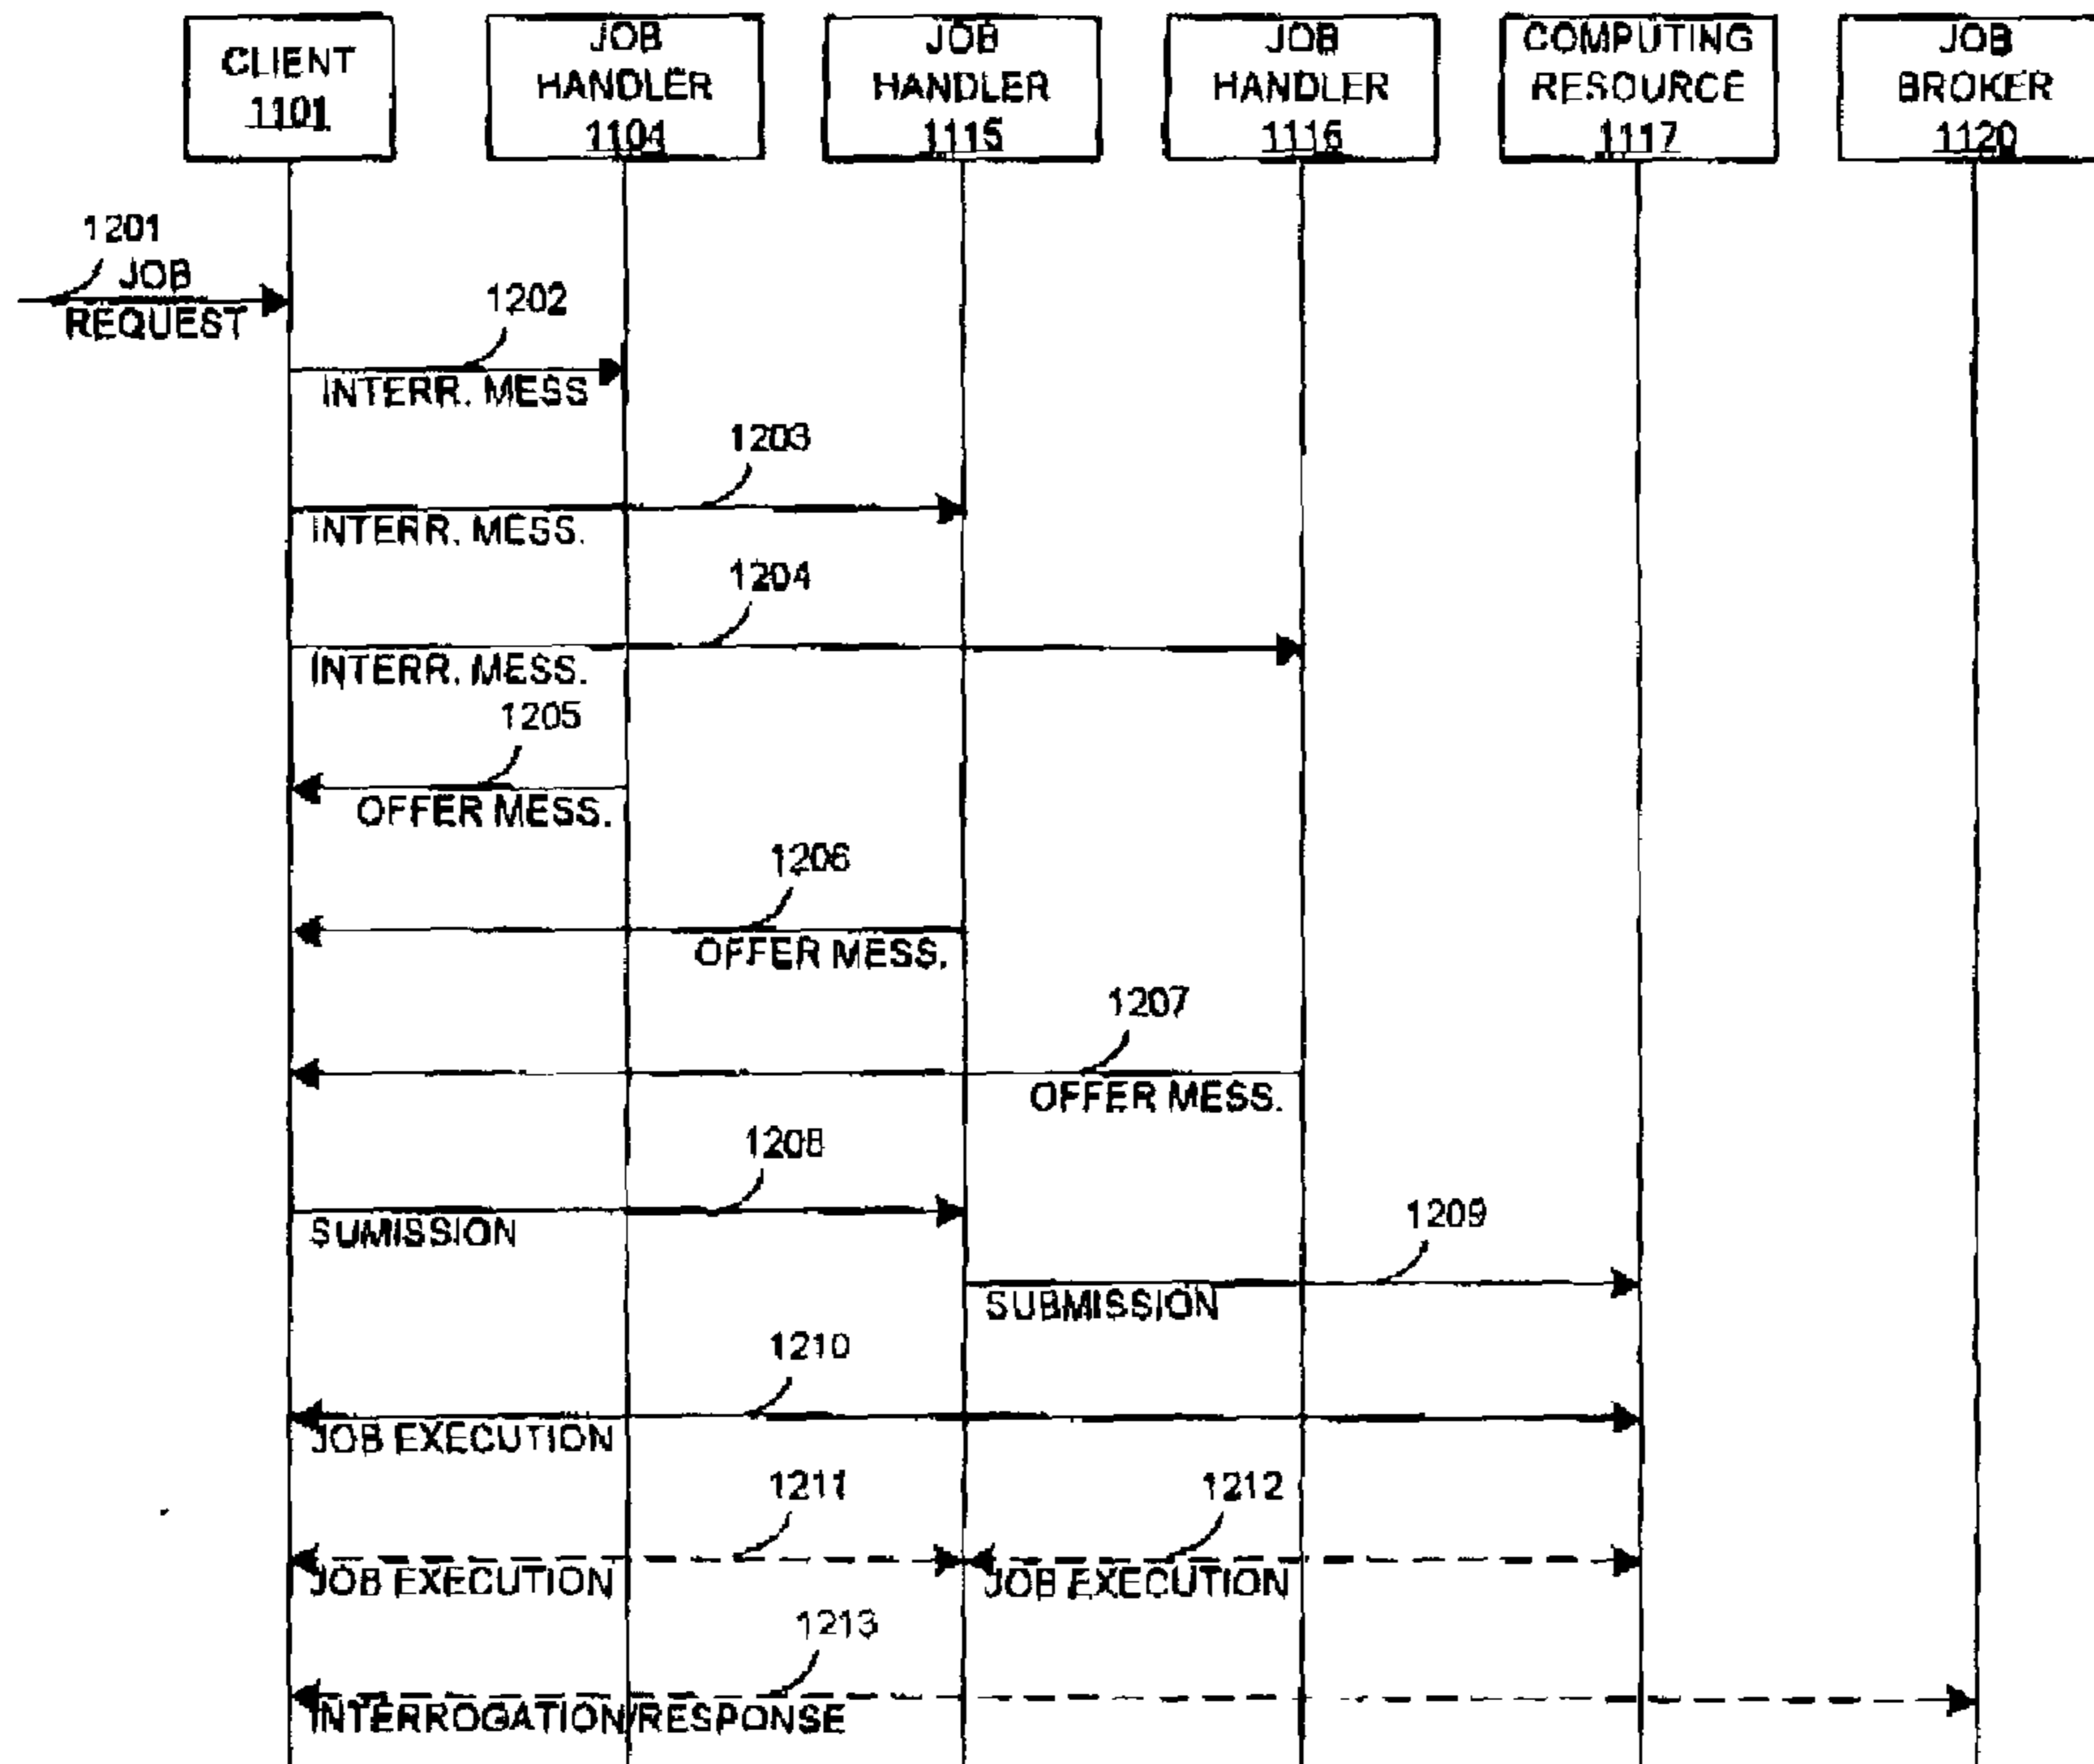 CLIENT
1101
JOB
HANDLER
1104
JOB
HANDLER
1115
JOB
HANDLER
1116
COMPUTING
RESOURCE
1117
JOB
BROKER
1120
1201
JOB
REQUEST
1202
INTERR. MESS
1203
INTERR. MESS.
1204
INTERR. MESS.
1205
OFFER MESS.
1206
OFFER MESS.
1207
OFFER MESS.
1208
SUMISSION
1209
SUBMISSION
1210
JOB EXECUTION
1211
JOB EXECUTION
1212
JOB EXECUTION
1213
INTERROGATION/RESPONSE